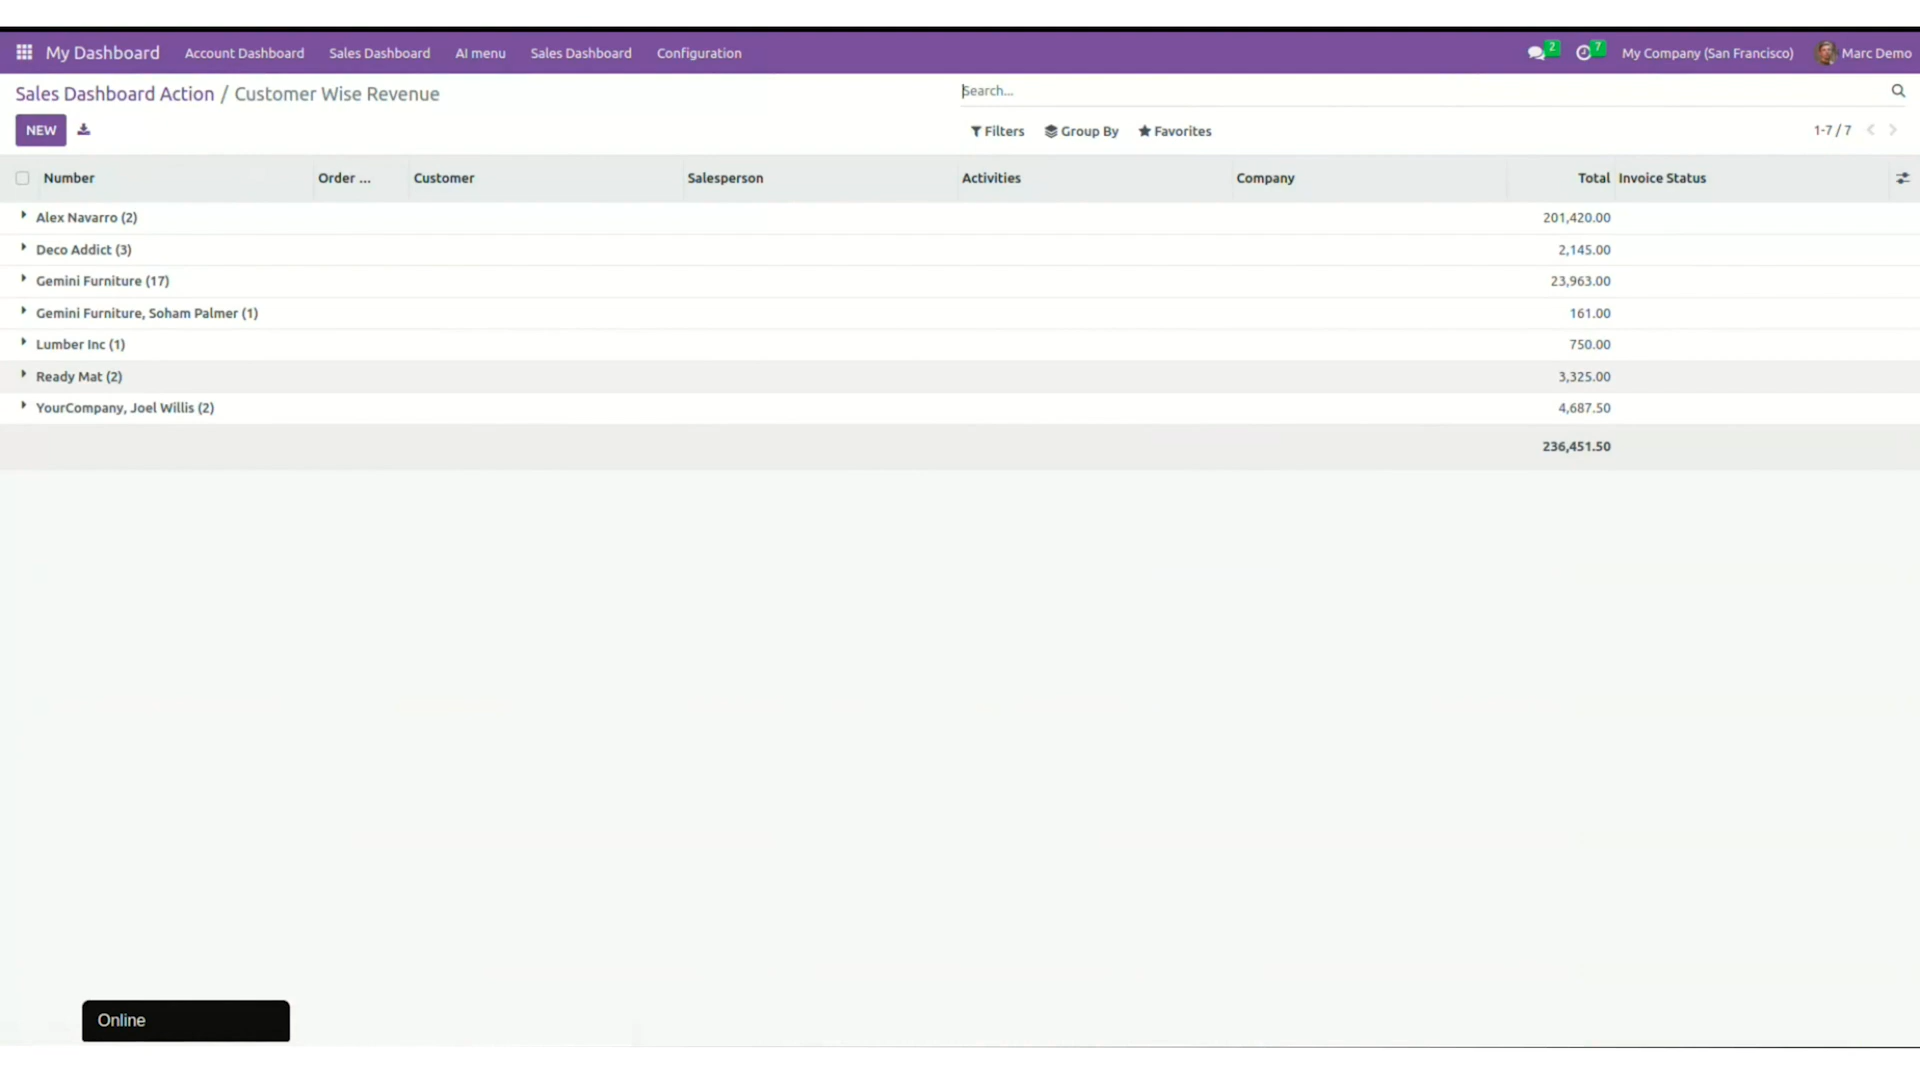 My Dashboard Account Dashboard Sales Dashboard AI menu Sales Dashboard Configuration 2 7 My Company (San Francisco) Marc Demo
Sales Dashboard Action / Customer Wise Revenue
Search...
NEW
Filters Group By Favorites 1-7 / 7
Number Order ... Customer Salesperson Activities Company Total Invoice Status
Alex Navarro (2) 201,420.00
Deco Addict (3) 2,145.00
Gemini Furniture (17) 23,963.00
Gemini Furniture, Soham Palmer (1) 161.00
Lumber Inc (1) 750.00
Ready Mat (2) 3,325.00
YourCompany, Joel Willis (2) 4,687.50
236,451.50
Online